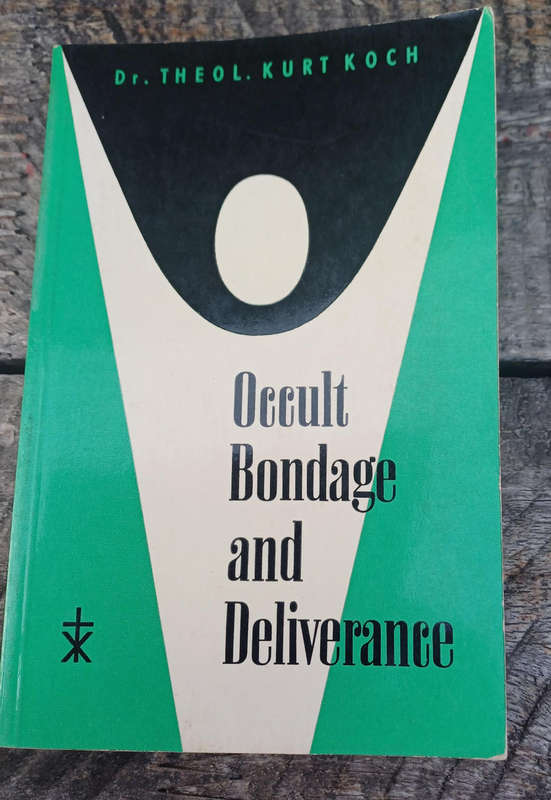 Dr. THEOL. KURT KOCH
Occult
Bondage
and
Deliverance